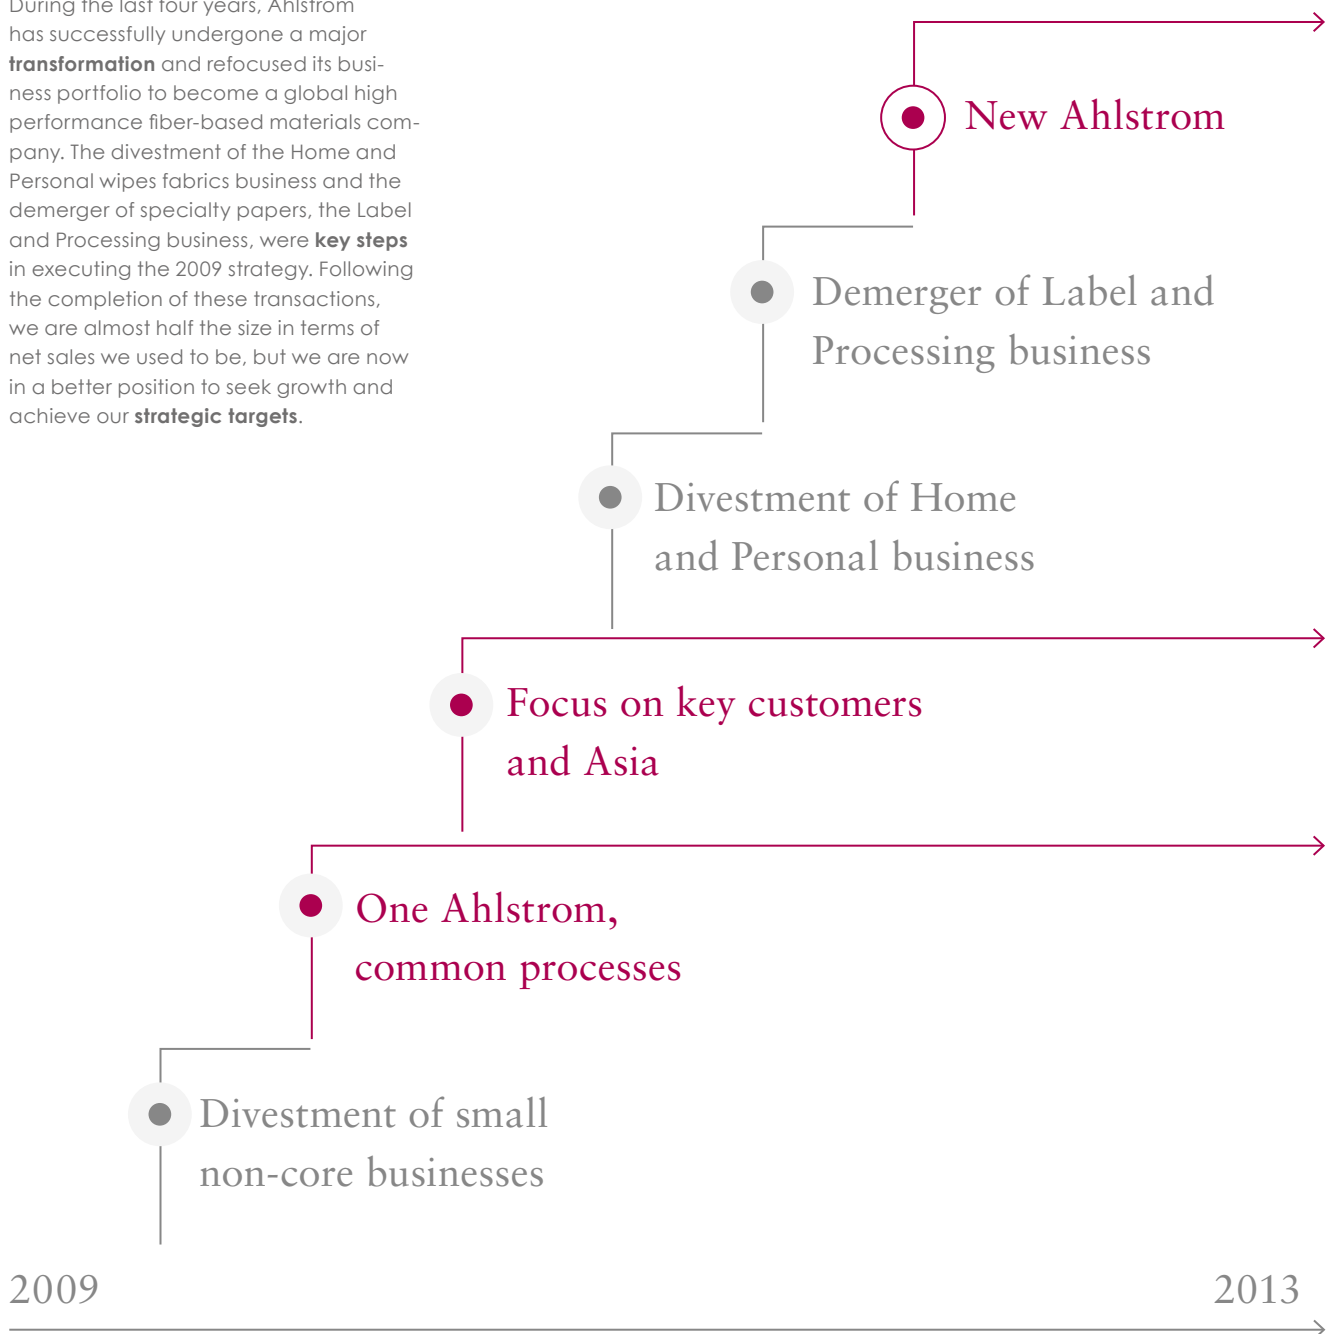 During the last four years, Ahlstrom
has successfully undergone a major
transformation and refocused its busi-
ness portfolio to become a global high
performance fiber-based materials com-
pany. The divestment of the Home and
Personal wipes fabrics business and the
demerger of specialty papers, the Label
and Processing business, were key steps
in executing the 2009 strategy. Following
the completion of these transactions,
we are almost half the size in terms of
net sales we used to be, but we are now
in a better position to seek growth and
achieve our strategic targets.
New Ahlstrom
Demerger of Label and
Processing business
Divestment of Home
and Personal business
Focus on key customers
and Asia
One Ahlstrom,
common processes
Divestment of small
non-core businesses
2009
2013